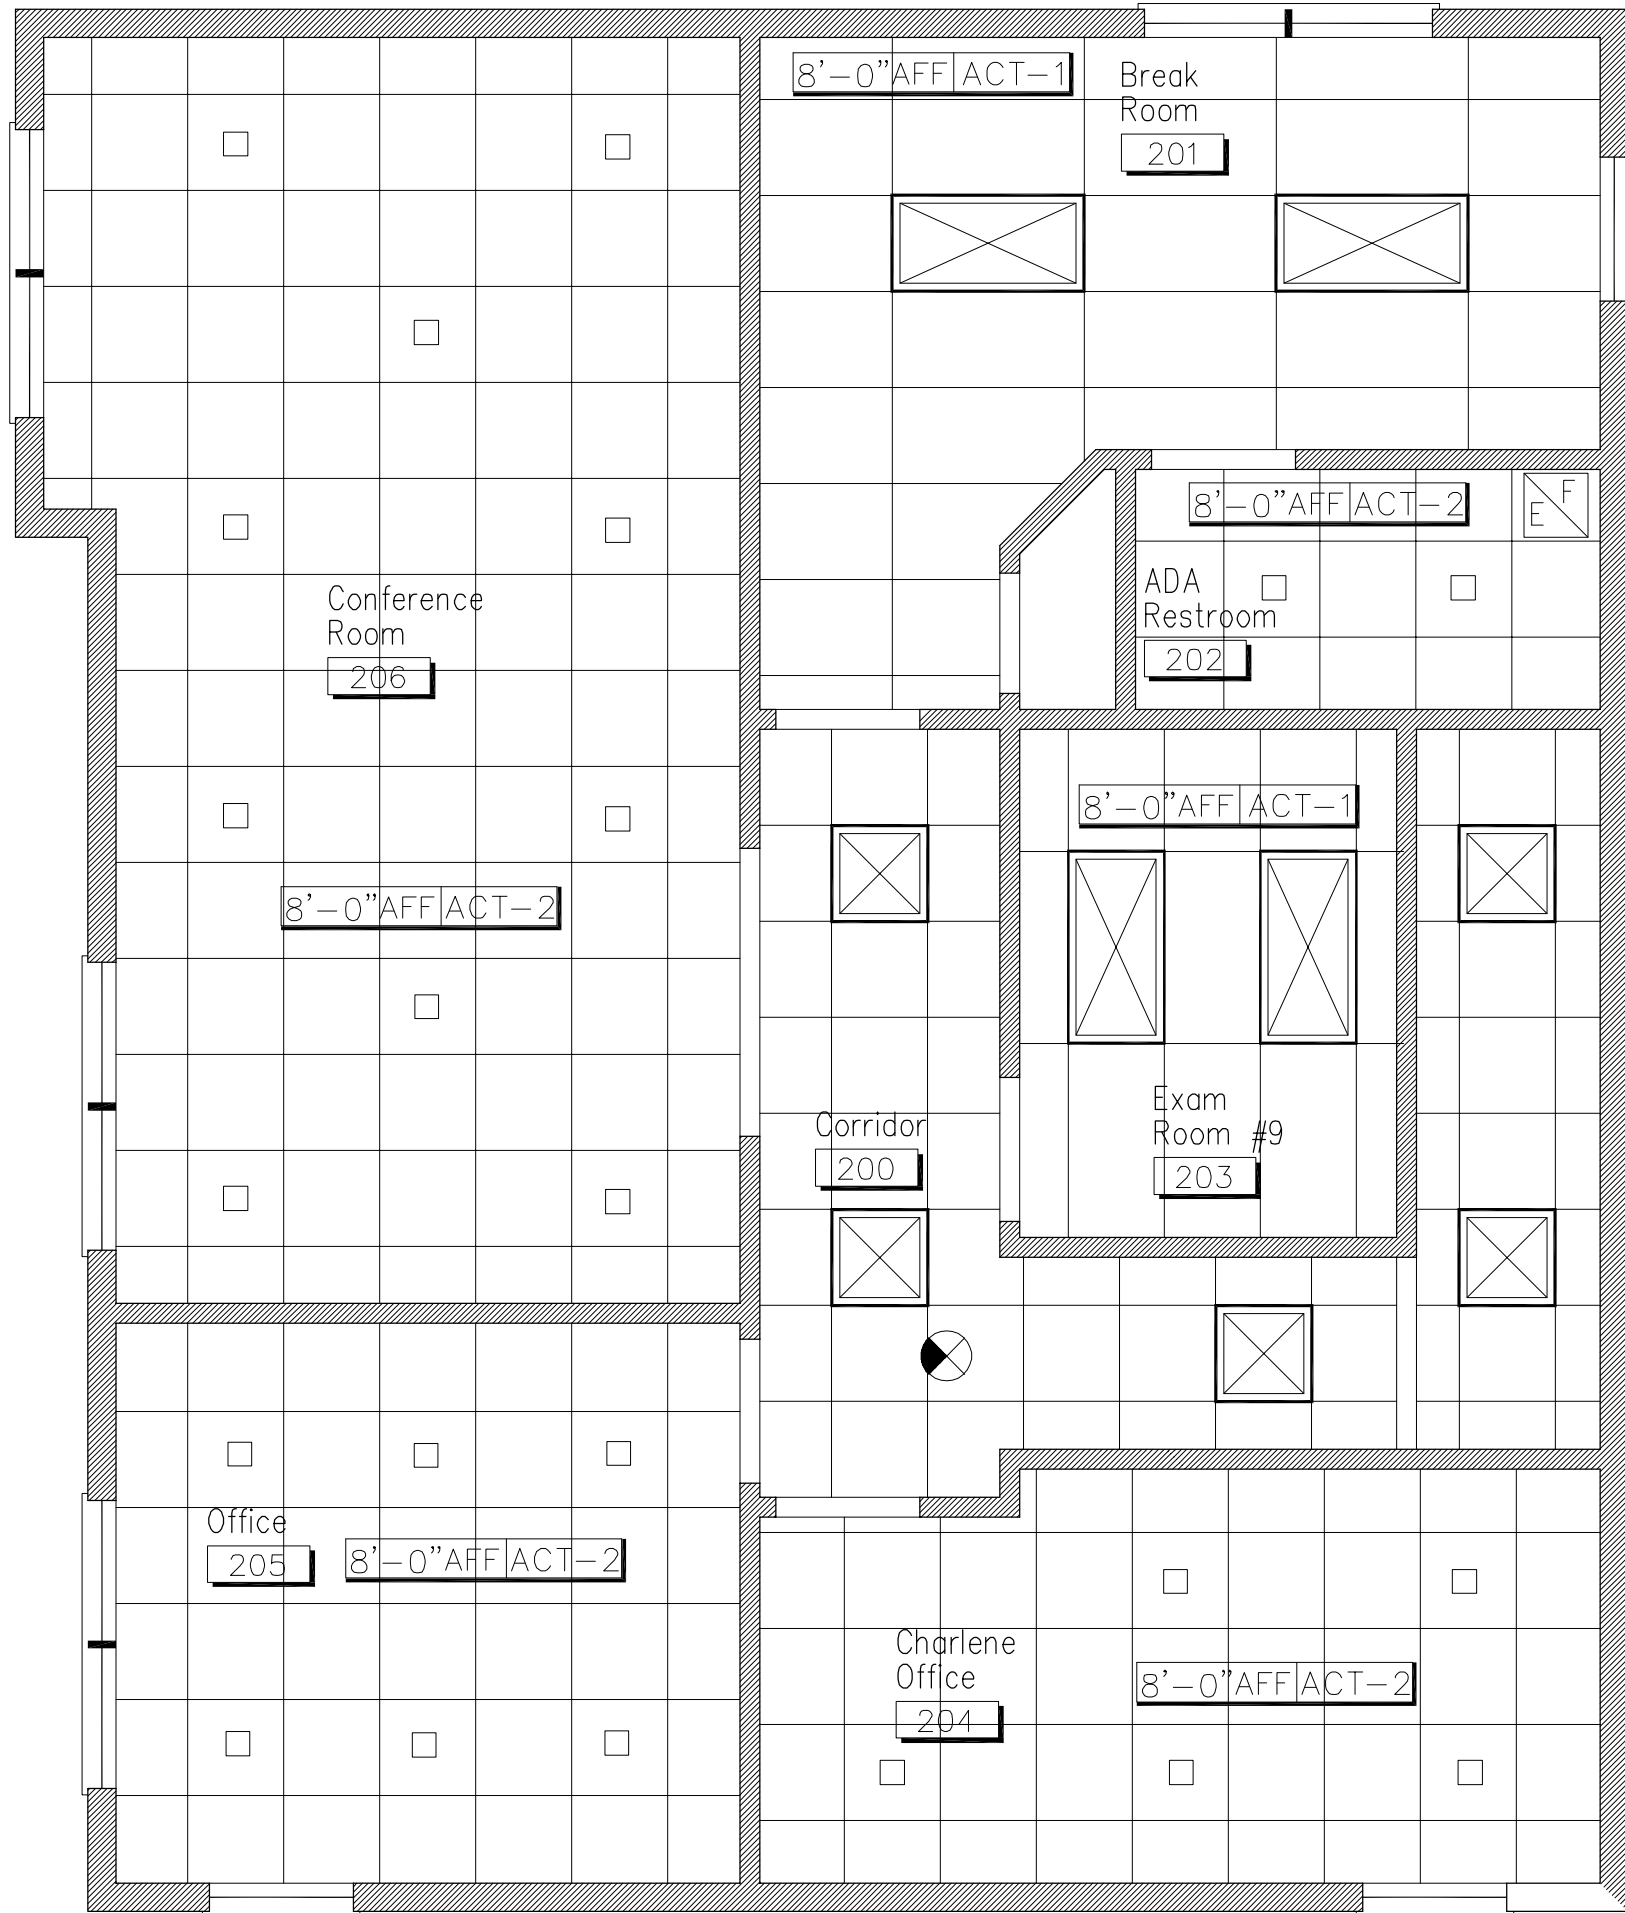 8'-0"AFF ACT-1
Break
Room
201
8'-0"AFF ACT-2
F
E
ADA
Restroom
202
Conference
Room
206
8'-0"AFF ACT-2
8'-0"AFF ACT-1
Exam
Room #9
203
Corridor
200
Office
205
8'-0"AFF ACT-2
Charlene
Office
204
8'-0"AFF ACT-2